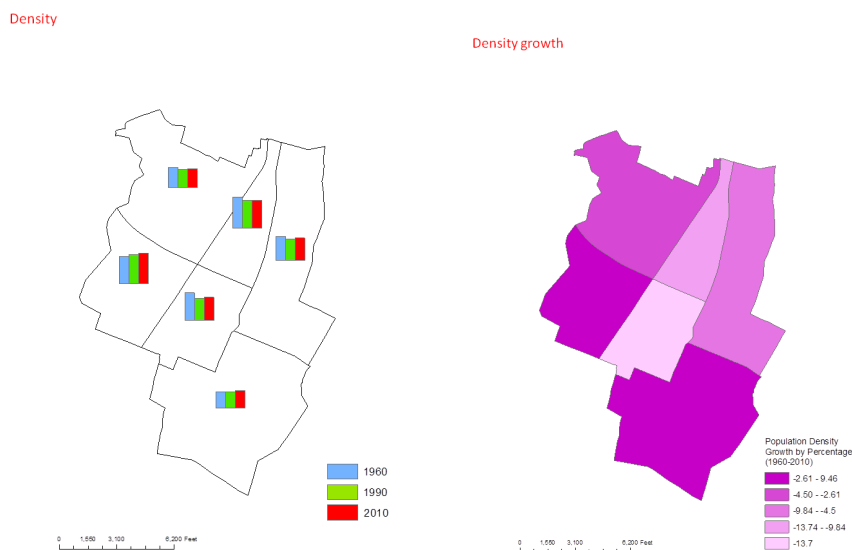 Density
Density growth
1960
1990
2010
0 1,550 3,100 6,200 Feet
Population Density
Growth by Percentage
(1960-2010)
-2.61 - 9.46
-4.50 - -2.61
-9.84 - -4.5
-13.74 - -9.84
-13.7
0 1,550 3,100 6,200 Feet